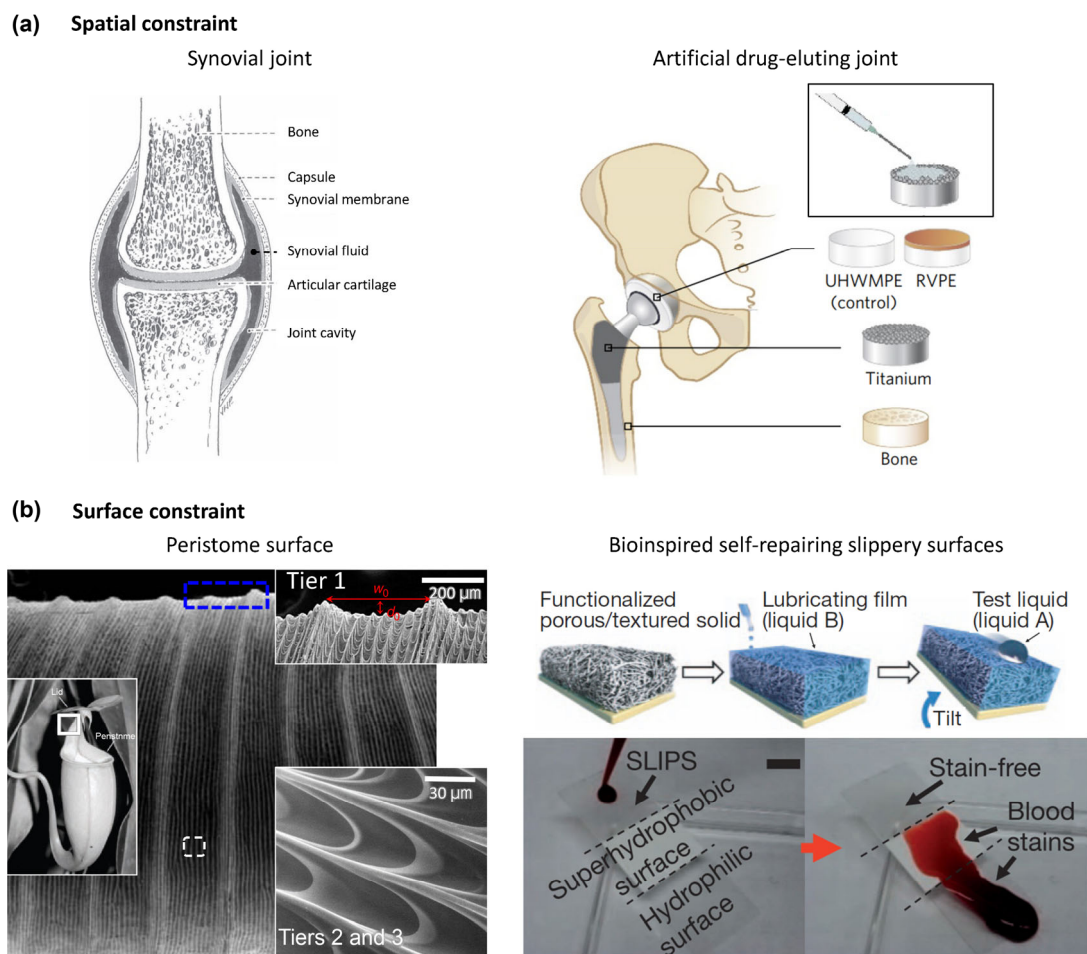 (a) Spatial constraint
Synovial joint
Bone
Capsule
Synovial membrane
Synovial fluid
Articular cartilage
Joint cavity
Artificial drug-eluting joint
UHWMPE
(control)
RVPE
Titanium
Bone
(b) Surface constraint
Peristome surface
Tier 1
200 µm
w₀
d₀
Lid
30 µm
Tiers 2 and 3
Bioinspired self-repairing slippery surfaces
Functionalized
porous/textured solid
Lubricating film
(liquid B)
Test liquid
(liquid A)
Tilt
SLIPS
Superhydrophobic
surface
Hydrophilic
surface
Stain-free
Blood
stains